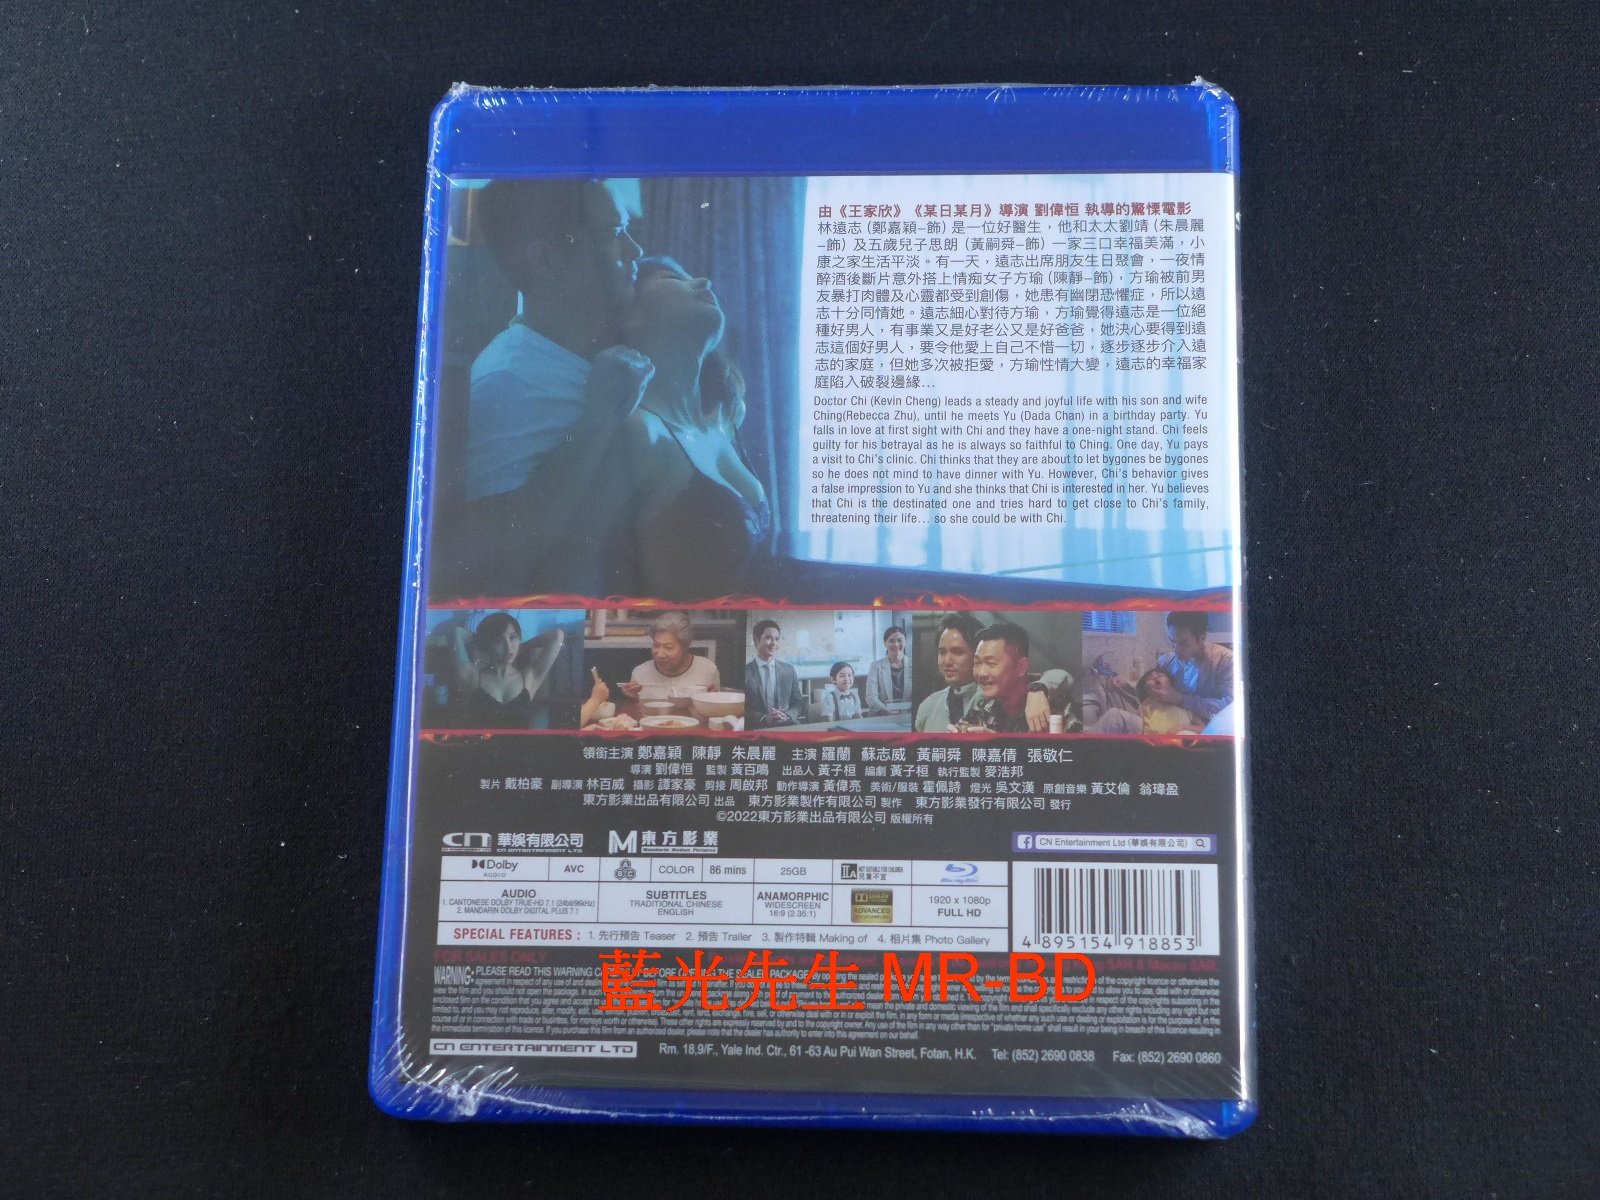 由《王家欣》《某日某月》導演 劉偉恒 執導的驚慄電影
林遠志 (鄭嘉穎–飾) 是一位好醫生，他和太太劉靖 (朱晨麗
–飾) 及五歲兒子思朗 (黃嗣舜–飾) 一家三口幸福美滿，小
康之家生活平淡。有一天，遠志出席朋友生日聚會，一夜情
醉酒後斷片意外搭上情痴女子方瑜 (陳靜–飾)，方瑜被前男
友暴打肉體及心靈都受到創傷，她患有幽閉恐懼症，所以遠
志十分同情她。遠志細心對待方瑜，方瑜覺得遠志是一位絕
種好男人，有事業又是好老公又是好爸爸，她決心要得到遠
志這個好男人，要令他愛上自己不惜一切，逐步逐步介入遠
志的家庭，但她多次被拒愛，方瑜性情大變，遠志的幸福家
庭陷入破裂邊緣…
Doctor Chi (Kevin Cheng) leads a steady and joyful life with his son and wife
Ching(Rebecca Zhu), until he meets Yu (Dada Chan) in a birthday party. Yu
falls in love at first sight with Chi and they have a one-night stand. Chi feels
guilty for his betrayal as he is always so faithful to Ching. One day, Yu pays
a visit to Chi's clinic. Chi thinks that they are about to let bygones be bygones
so he does not mind to have dinner with Yu. However, Chi's behavior gives
a false impression to Yu and she thinks that Chi is interested in her. Yu believes
that Chi is the destinated one and tries hard to get close to Chi's family,
threatening their life… so she could be with Chi.
領銜主演 鄭嘉穎 陳靜 朱晨麗 主演 羅蘭 蘇志威 黃嗣舜 陳嘉倩 張敬仁
導演 劉偉恒 監製 黃百鳴 出品人 黃子桓 編劇 黃子桓 執行監製 麥浩邦
製片 戴柏豪 副導演 林百威 攝影 譚家豪 剪接 周啟邦 動作導演 黃偉亮 美術/服裝 霍佩詩 燈光 吳文漢 原創音樂 黃艾倫 翁瑋盈
東方影業出品有限公司 出品 東方影業製作有限公司 製作 東方影業發行有限公司 發行
©2022東方影業出品有限公司 版權所有
CN 華娛有限公司
CN ENTERTAINMENT LTD
M 東方影業
Mandarin Motion Pictures
CN Entertainment Ltd (華娛有限公司)
Dolby AUDIO
AVC
A B C
COLOR
86 mins
25GB
IIA NOT SUITABLE FOR CHILDREN 兒童不宜
Blu-ray Disc
AUDIO
1. CANTONESE DOLBY TRUE-HD 7.1 (24bit/96kHz)
2. MANDARIN DOLBY DIGITAL PLUS 7.1
SUBTITLES
TRADITIONAL CHINESE
ENGLISH
ANAMORPHIC
WIDESCREEN
16:9 (2.35:1)
ADVANCED
1920 x 1080p
FULL HD
SPECIAL FEATURES : 1. 先行預告 Teaser 2. 預告 Trailer 3. 製作特輯 Making of 4. 相片集 Photo Gallery
4 895154 918853
FOR SALES ONLY
藍光先生 MR-BD
WARNING: PLEASE READ THIS WARNING
BEFORE OPENING THE SEALED PACKAGE
CN ENTERTAINMENT LTD
Rm. 18,9/F., Yale Ind. Ctr., 61 -63 Au Pui Wan Street, Fotan, H.K. Tel: (852) 2690 0838 Fax: (852) 2690 0860